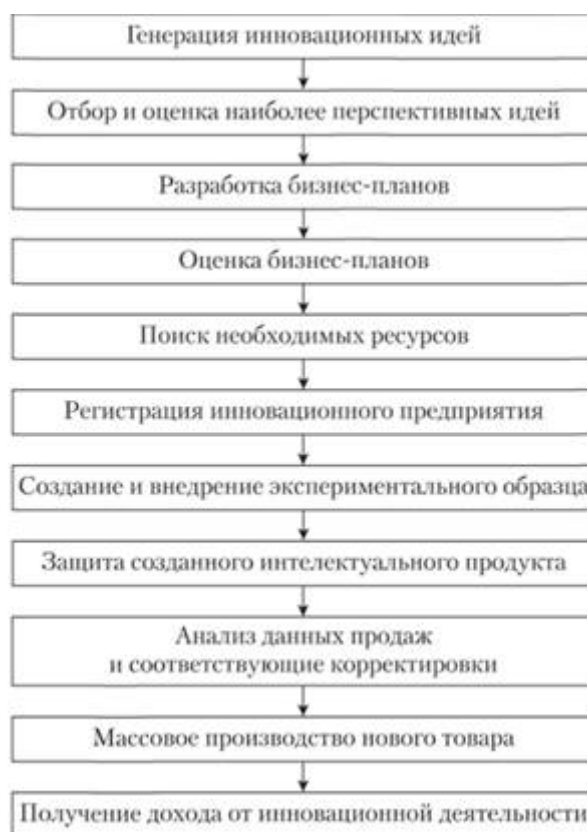 Генерация инновационных идей
Отбор и оценка наиболее перспективных идей
Разработка бизнес-планов
Оценка бизнес-планов
Поиск необходимых ресурсов
Регистрация инновационного предприятия
Создание и внедрение экспериментального образца
Защита созданного интелектуального продукта
Анализ данных продаж
и соответствующие корректировки
Массовое производство нового товара
Получение дохода от инновационной деятельности